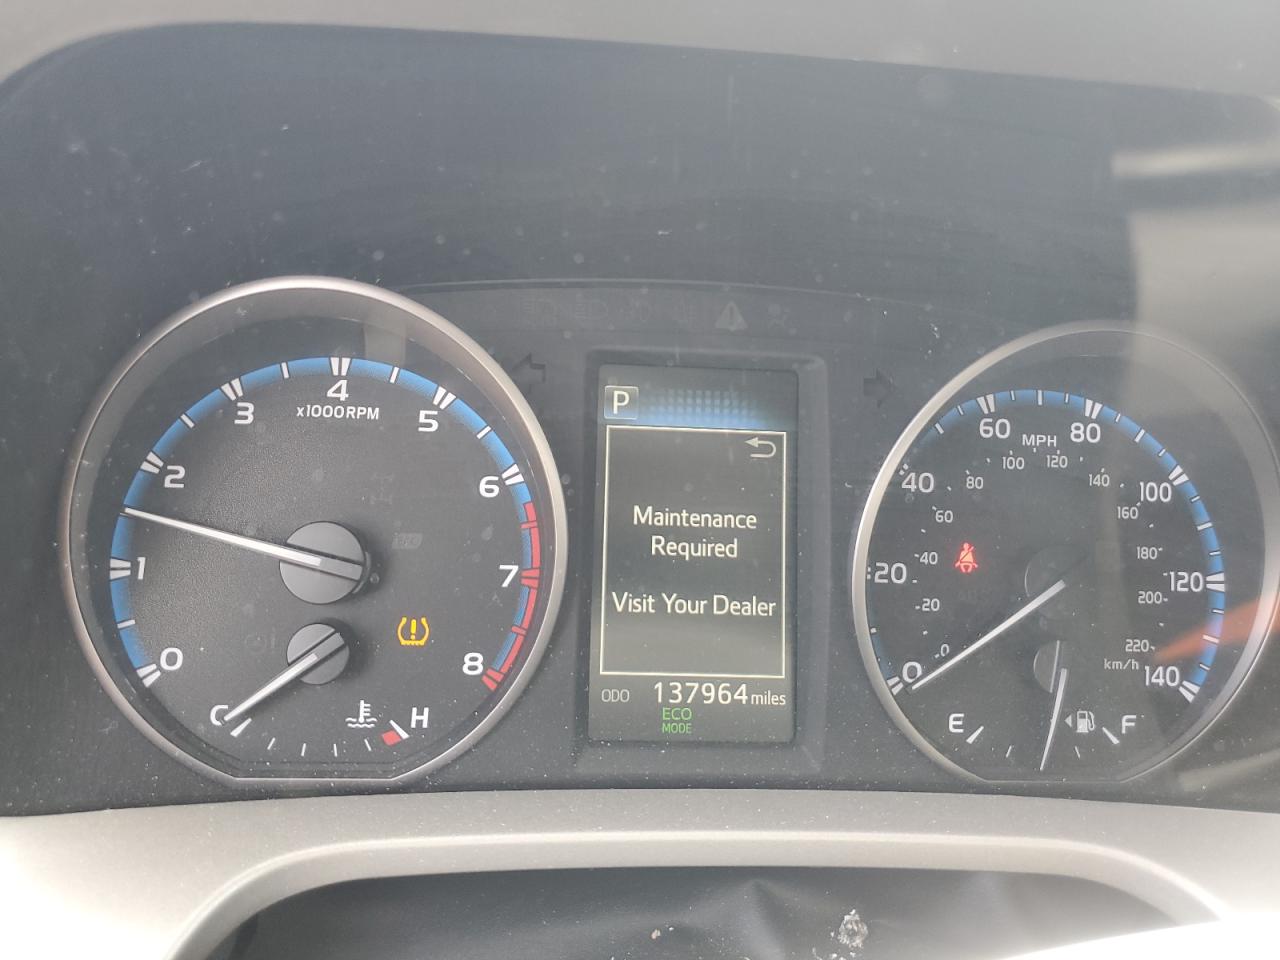 4
x1000RPM
3
5
2
6
1
7
0
8
C
H
P
Maintenance
Required
Visit Your Dealer
ODO 137964 miles
ECO
MODE
60
MPH
80
100
120
40
80
140
100
60
160
20
40
180
120
20
200
0
0
220
km/h
140
E
F